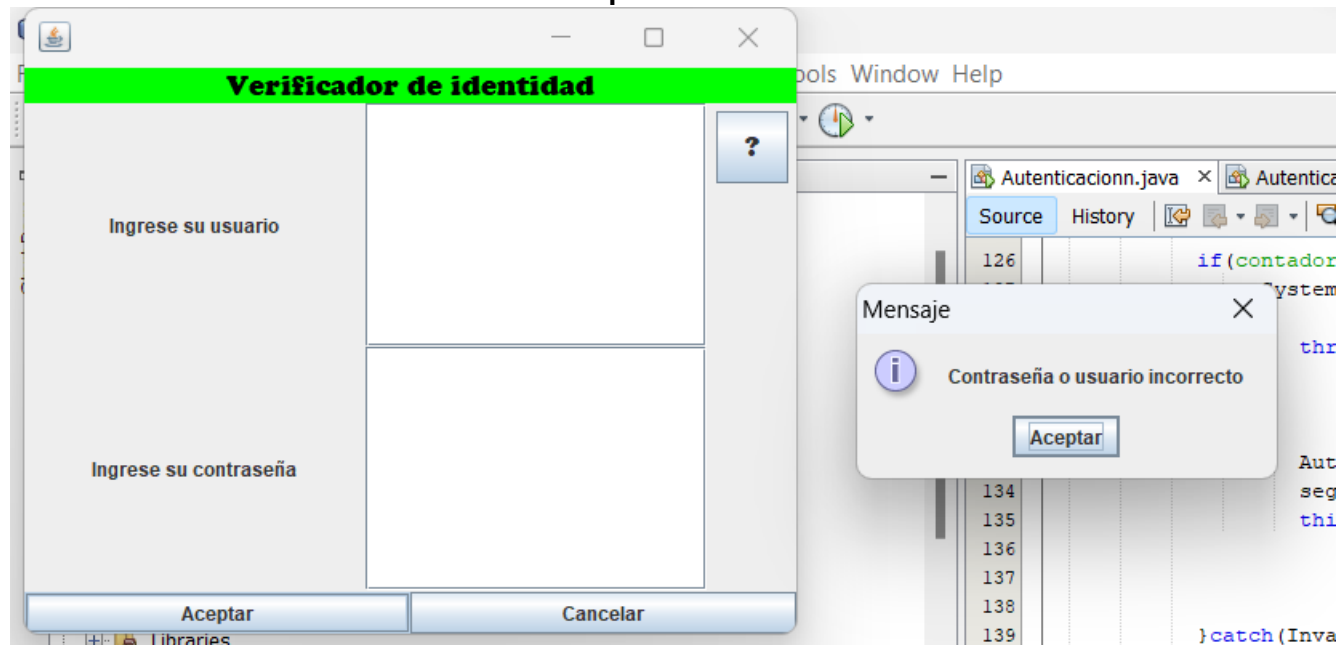 Verificador de identidad
Window Help
?
Ingrese su usuario
Ingrese su contraseña
Aceptar Cancelar
Libraries
Autenticacionn.java
Source History
126 if(contador
Mensaje
Contraseña o usuario incorrecto
Aceptar
134
135
136
137
138
139 }catch(Inva